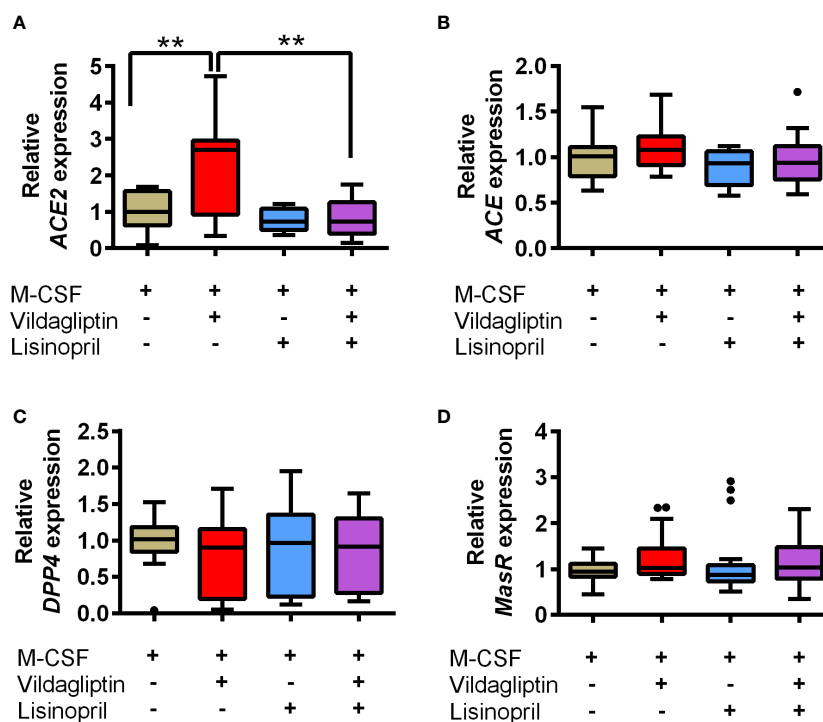 A
** **
Relative
ACE2 expression
5
4
3
2
1
0
M-CSF + + + +
Vildagliptin - + - +
Lisinopril - - + +
B
Relative
ACE expression
2.0
1.5
1.0
0.5
0.0
M-CSF + + + +
Vildagliptin - + - +
Lisinopril - - + +
C
Relative
DPP4 expression
2.5
2.0
1.5
1.0
0.5
0.0
M-CSF + + + +
Vildagliptin - + - +
Lisinopril - - + +
D
Relative
MasR expression
4
3
2
1
0
M-CSF + + + +
Vildagliptin - + - +
Lisinopril - - + +